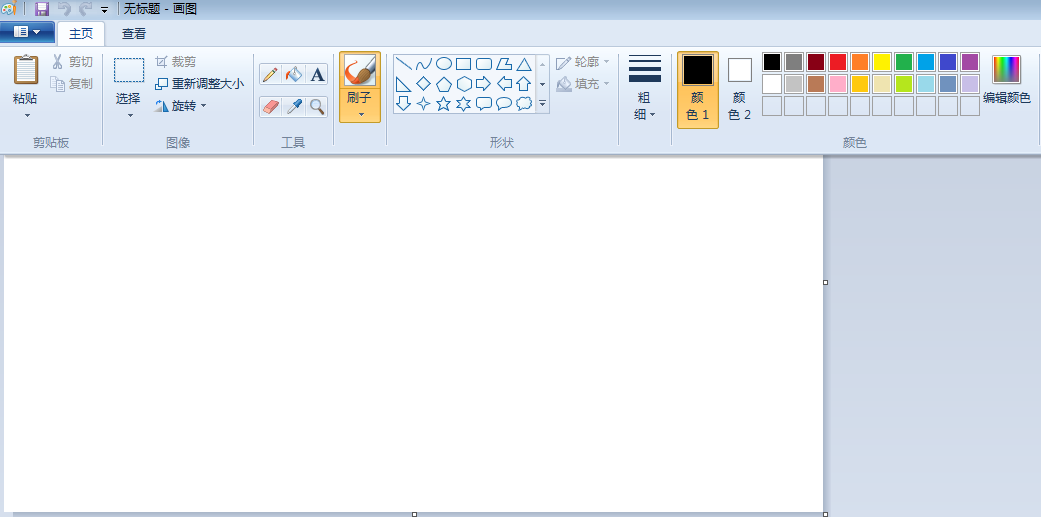 无标题 - 画图
主页
查看
粘贴
剪切
复制
剪贴板
选择
裁剪
重新调整大小
旋转
图像
A
工具
刷子
轮廓
填充
形状
粗
细
颜
色 1
颜
色 2
编辑颜色
颜色